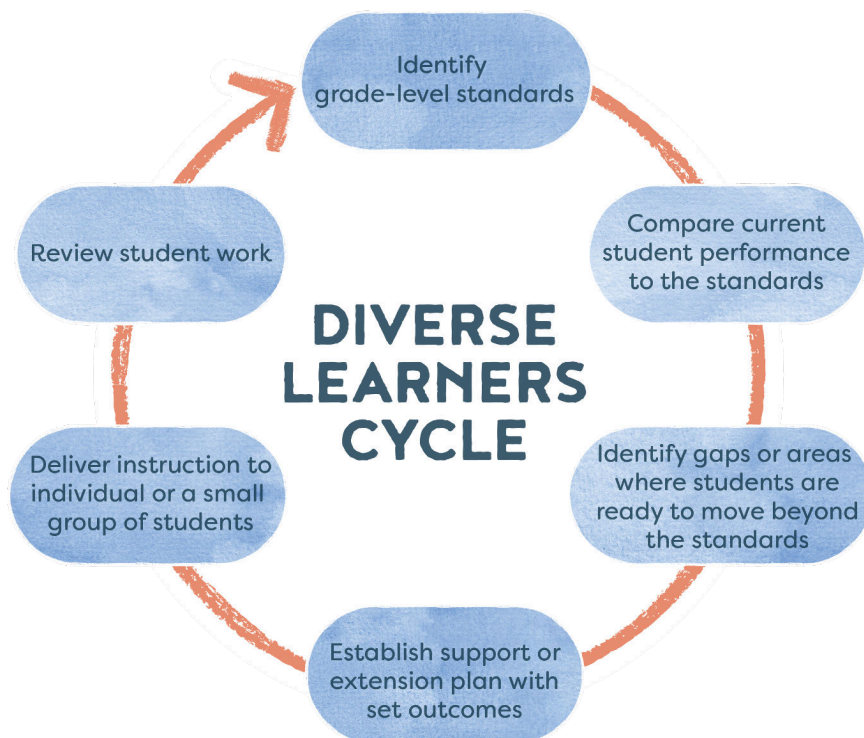 Identify
grade-level standards
Compare current
student performance
to the standards
Identify gaps or areas
where students are
ready to move beyond
the standards
Establish support or
extension plan with
set outcomes
Deliver instruction to
individual or a small
group of students
Review student work
DIVERSE
LEARNERS
CYCLE